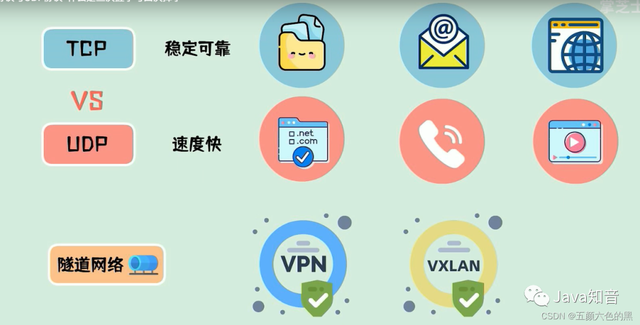 TCP
稳定可靠
@
VS
UDP
速度快
.net
.com
隧道网络
VPN
VXLAN
Java知音
CSDN @五颜六色的黑